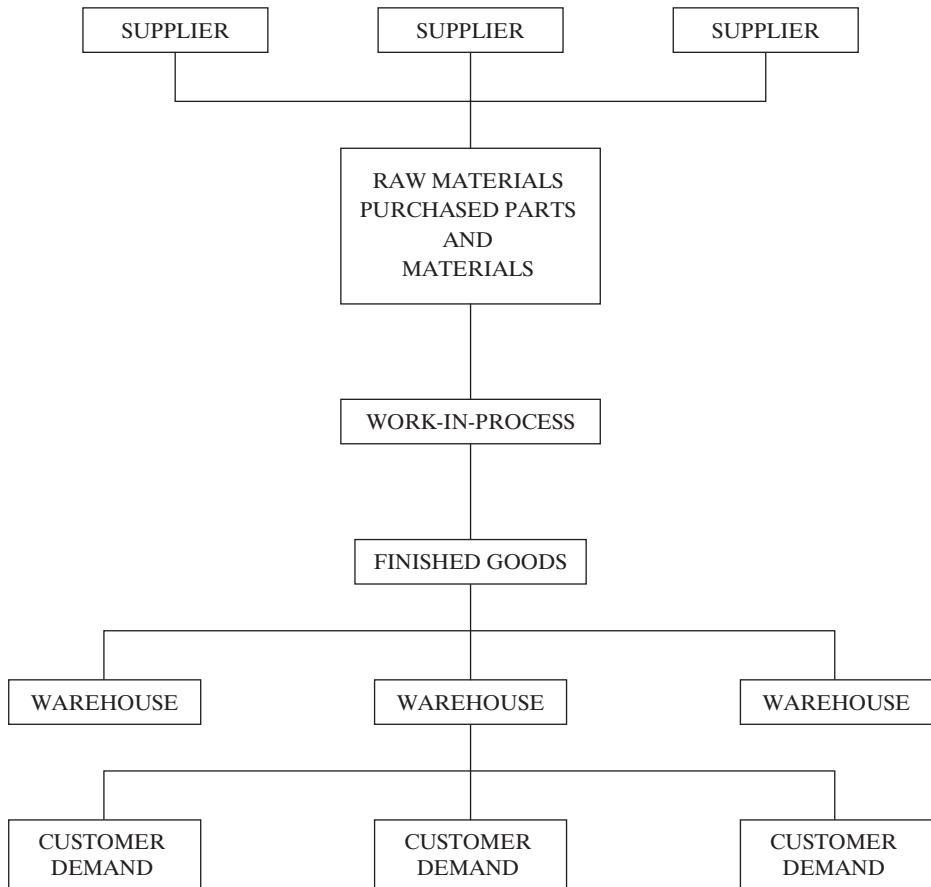 SUPPLIER
SUPPLIER
SUPPLIER
RAW MATERIALS
PURCHASED PARTS
AND
MATERIALS
WORK-IN-PROCESS
FINISHED GOODS
WAREHOUSE
WAREHOUSE
WAREHOUSE
CUSTOMER
DEMAND
CUSTOMER
DEMAND
CUSTOMER
DEMAND